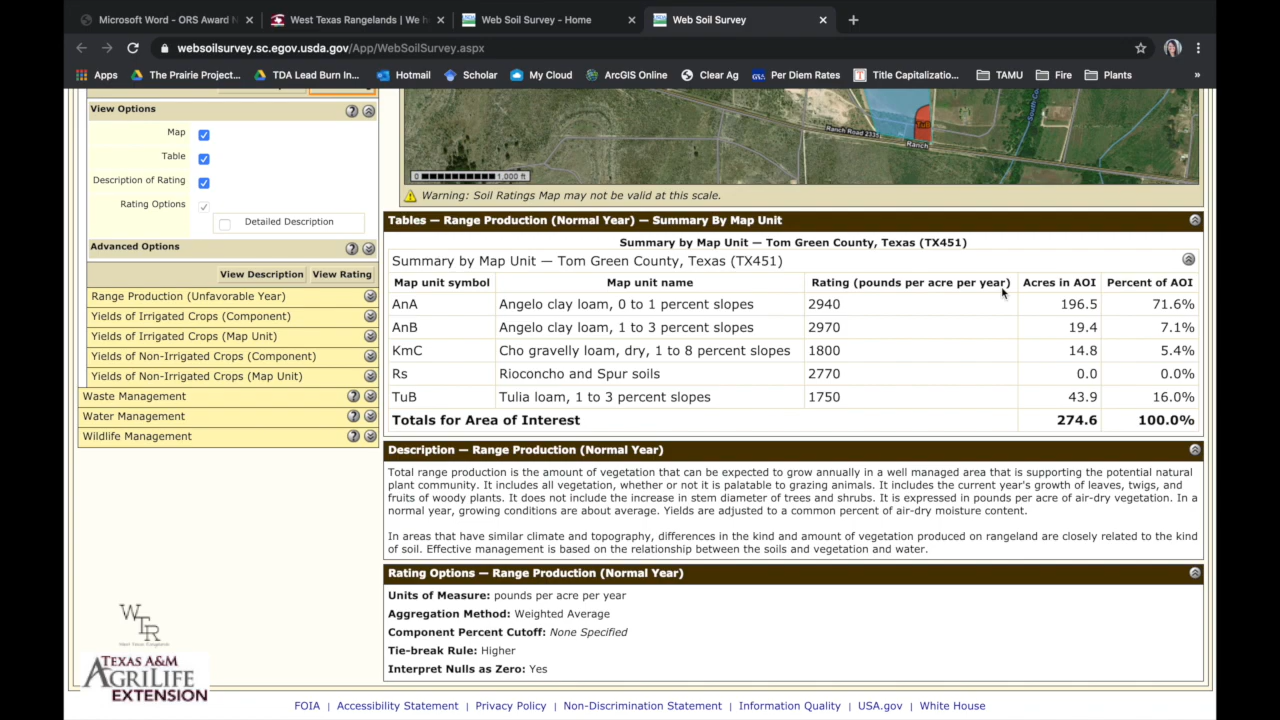 Microsoft Word - ORS Award N
West Texas Rangelands | We h
Web Soil Survey - Home
Web Soil Survey
websoilsurvey.sc.egov.usda.gov/App/WebSoilSurvey.aspx
Apps
The Prairie Project...
TDA Lead Burn In...
Hotmail
Scholar
My Cloud
ArcGIS Online
Clear Ag
Per Diem Rates
Title Capitalizatio...
TAMU
Fire
Plants
»
View Options
Map
Table
Description of Rating
Rating Options
Detailed Description
Advanced Options
View Description
View Rating
Range Production (Unfavorable Year)
Yields of Irrigated Crops (Component)
Yields of Irrigated Crops (Map Unit)
Yields of Non-Irrigated Crops (Component)
Yields of Non-Irrigated Crops (Map Unit)
Waste Management
Water Management
Wildlife Management
Ranch Road 2335
Ranch
TuB
0 1,000 ft
Warning: Soil Ratings Map may not be valid at this scale.
Tables — Range Production (Normal Year) — Summary By Map Unit
Summary by Map Unit — Tom Green County, Texas (TX451)
Summary by Map Unit — Tom Green County, Texas (TX451)
Map unit symbol Map unit name Rating (pounds per acre per year) Acres in AOI Percent of AOI
AnA Angelo clay loam, 0 to 1 percent slopes 2940 196.5 71.6%
AnB Angelo clay loam, 1 to 3 percent slopes 2970 19.4 7.1%
KmC Cho gravelly loam, dry, 1 to 8 percent slopes 1800 14.8 5.4%
Rs Rioconcho and Spur soils 2770 0.0 0.0%
TuB Tulia loam, 1 to 3 percent slopes 1750 43.9 16.0%
Totals for Area of Interest 274.6 100.0%
Description — Range Production (Normal Year)
Total range production is the amount of vegetation that can be expected to grow annually in a well managed area that is supporting the potential natural
plant community. It includes all vegetation, whether or not it is palatable to grazing animals. It includes the current year's growth of leaves, twigs, and
fruits of woody plants. It does not include the increase in stem diameter of trees and shrubs. It is expressed in pounds per acre of air-dry vegetation. In a
normal year, growing conditions are about average. Yields are adjusted to a common percent of air-dry moisture content.
In areas that have similar climate and topography, differences in the kind and amount of vegetation produced on rangeland are closely related to the kind
of soil. Effective management is based on the relationship between the soils and vegetation and water.
Rating Options — Range Production (Normal Year)
Units of Measure: pounds per acre per year
Aggregation Method: Weighted Average
Component Percent Cutoff: None Specified
Tie-break Rule: Higher
Interpret Nulls as Zero: Yes
WTR
West Texas Rangelands
TEXAS A&M
AGRILIFE
EXTENSION
FOIA | Accessibility Statement | Privacy Policy | Non-Discrimination Statement | Information Quality | USA.gov | White House